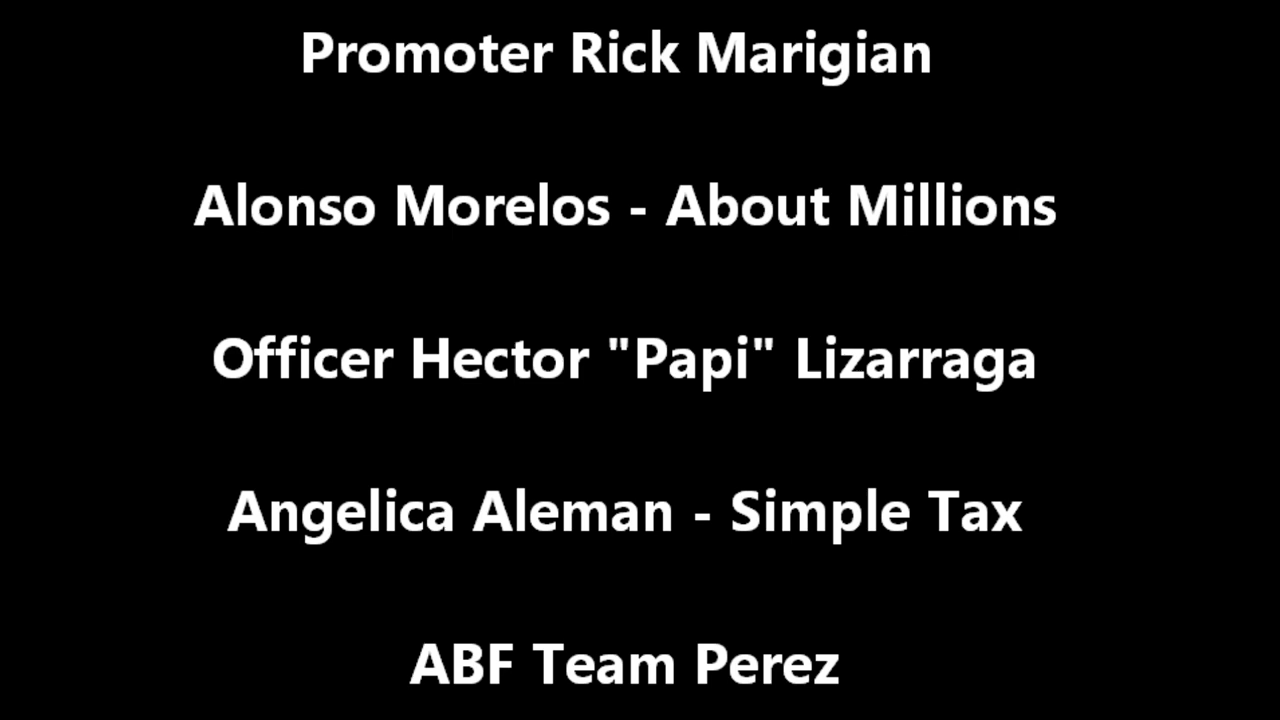 Promoter Rick Marigian
Alonso Morelos - About Millions
Officer Hector "Papi" Lizarraga
Angelica Aleman - Simple Tax
ABF Team Perez